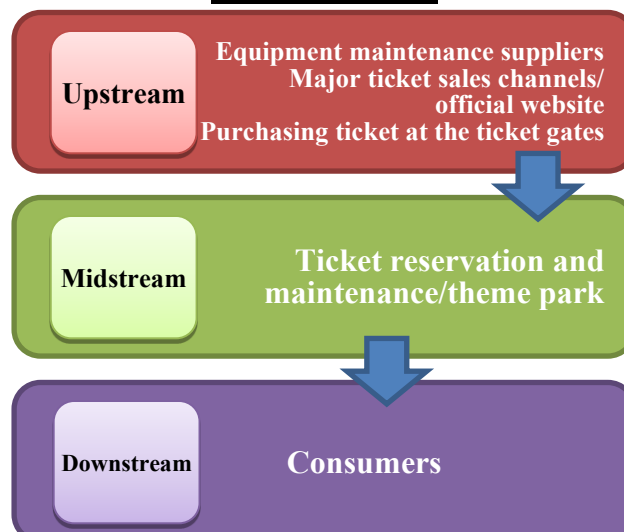 Upstream
Equipment maintenance suppliers
Major ticket sales channels/
official website
Purchasing ticket at the ticket gates
Midstream
Ticket reservation and
maintenance/theme park
Downstream
Consumers